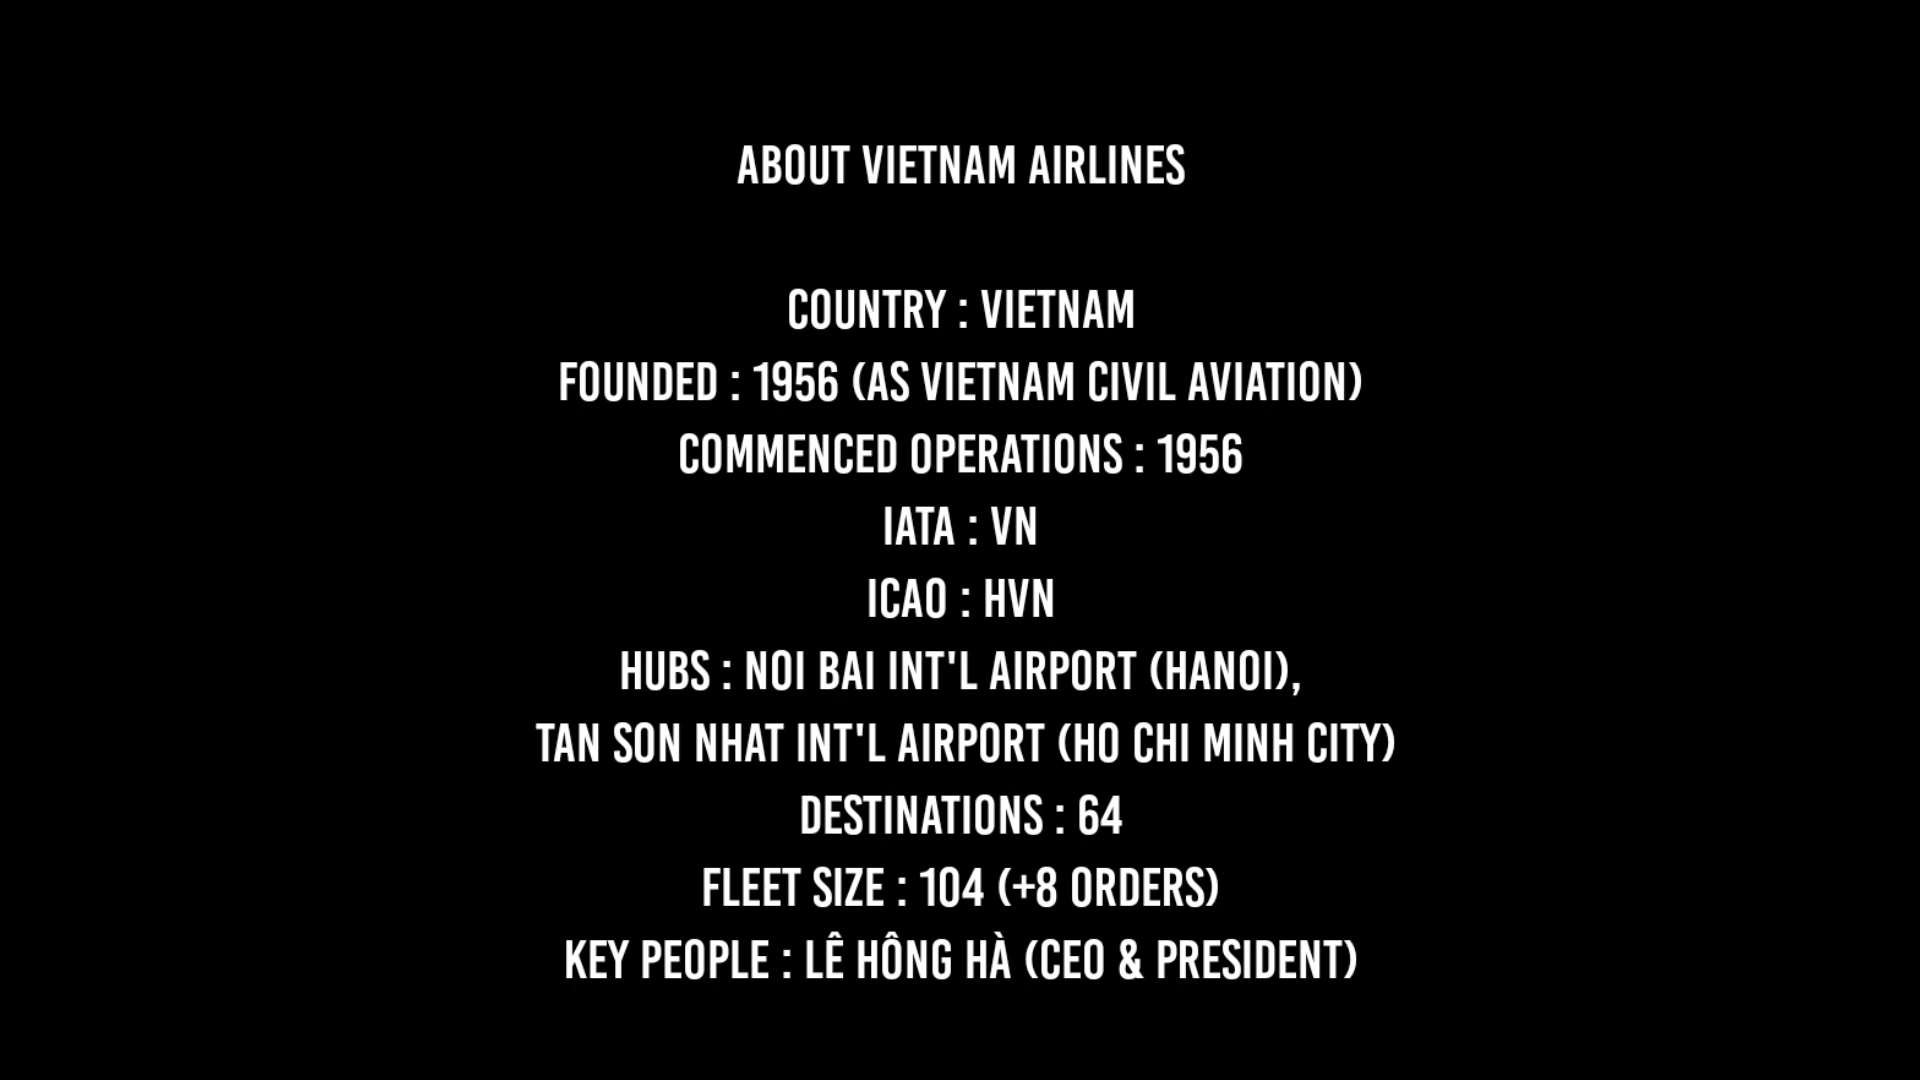 ABOUT VIETNAM AIRLINES
COUNTRY : VIETNAM
FOUNDED : 1956 (AS VIETNAM CIVIL AVIATION)
COMMENCED OPERATIONS : 1956
IATA : VN
ICAO : HVN
HUBS : NOI BAI INT'L AIRPORT (HANOI),
TAN SON NHAT INT'L AIRPORT (HO CHI MINH CITY)
DESTINATIONS : 64
FLEET SIZE : 104 (+8 ORDERS)
KEY PEOPLE : LÊ HÔNG HÀ (CEO & PRESIDENT)